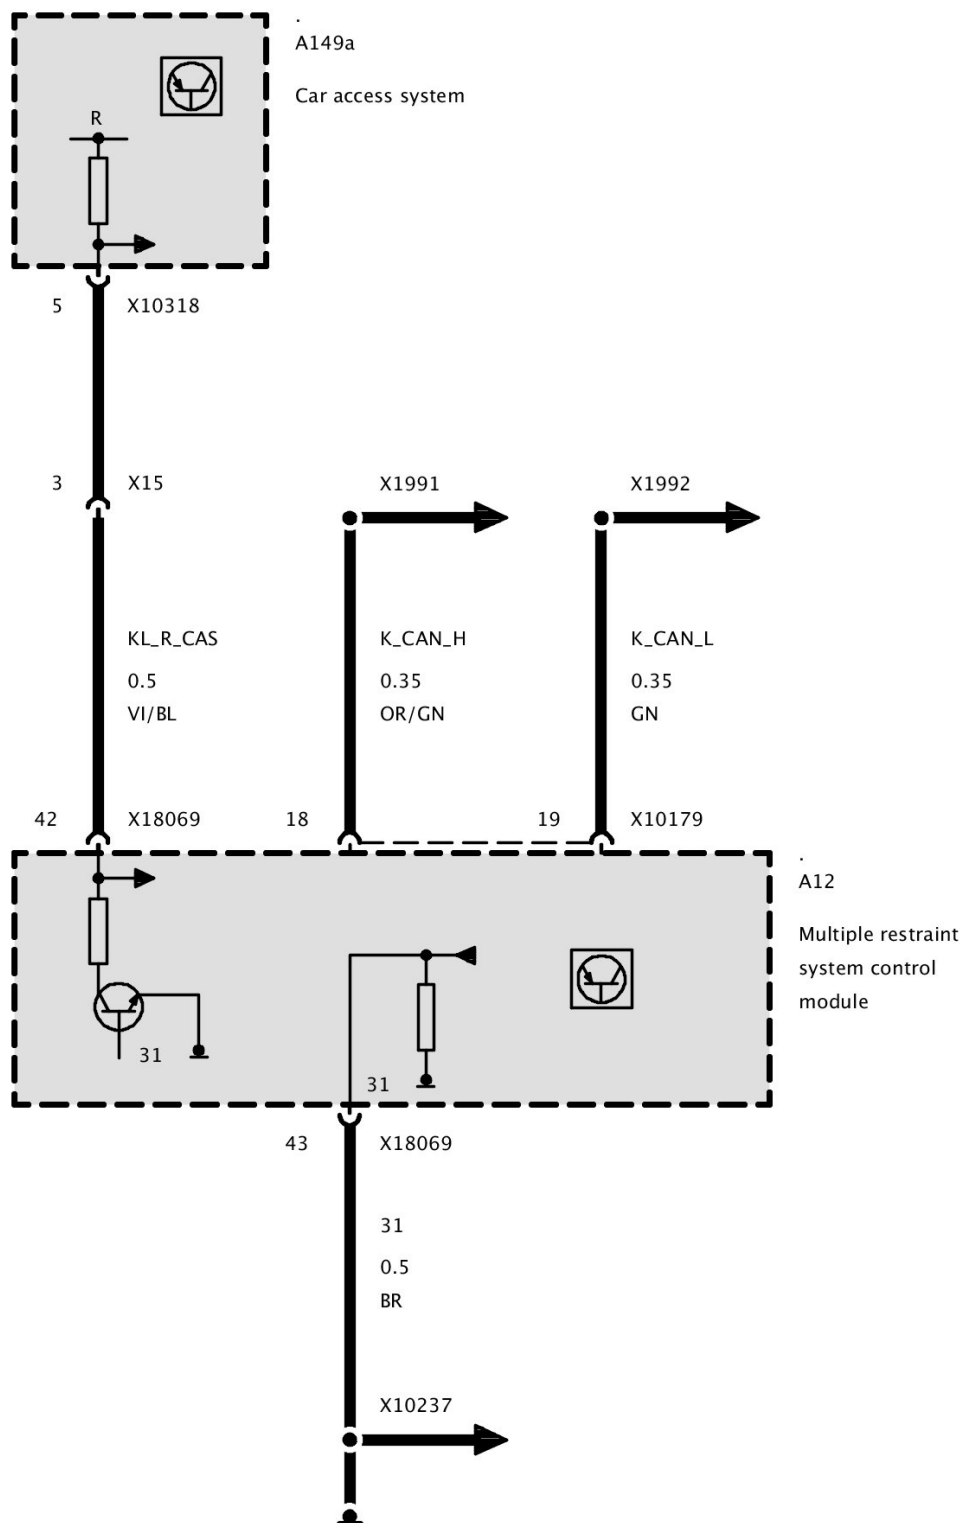 .
A149a
Car access system
R
5 X10318
3 X15
X1991
X1992
KL_R_CAS
0.5
VI/BL
K_CAN_H
0.35
OR/GN
K_CAN_L
0.35
GN
42 X18069
18
19 X10179
.
A12
Multiple restraint
system control
module
31
31
43 X18069
31
0.5
BR
X10237